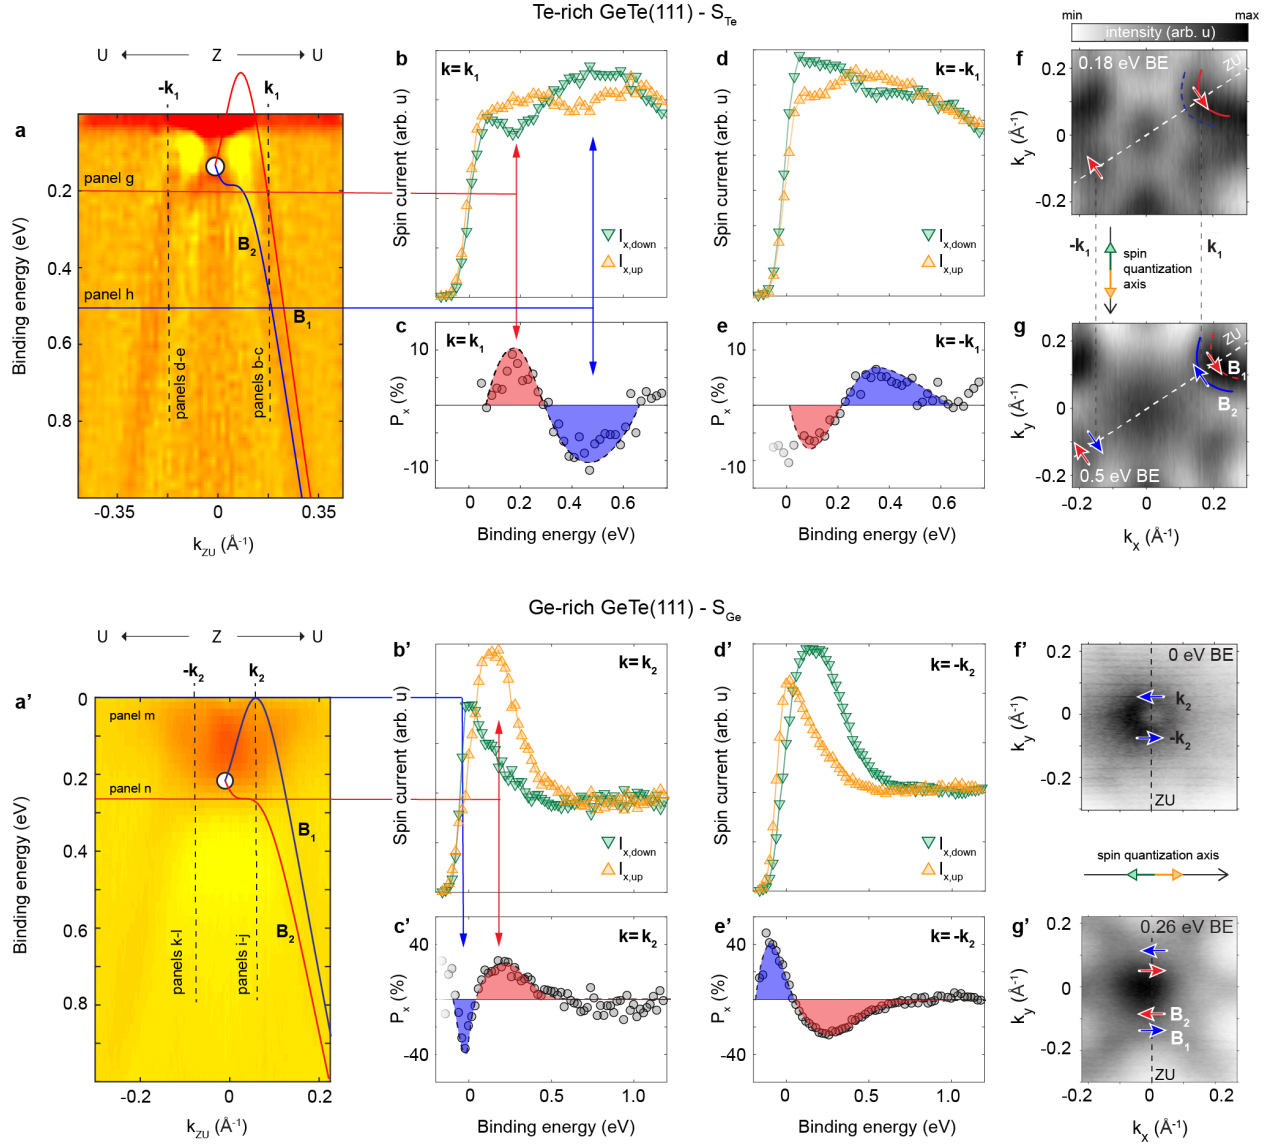 Te-rich GeTe(111) - S_Te
U ← Z → U
-k₁ k₁
a
panel g
panel h
B₂
B₁
panels d-e
panels b-c
0.2
0.4
0.6
0.8
Binding energy (eV)
-0.35 0 0.35
k_ZU (Å⁻¹)
b
k= k₁
Spin current (arb. u)
I_x,down
I_x,up
c
k= k₁
10
-10
Pₓ (%)
0 0.2 0.4 0.6
Binding energy (eV)
d
k= -k₁
Spin current (arb. u)
I_x,down
I_x,up
e
k= -k₁
10
-10
Pₓ (%)
0 0.2 0.4 0.6
Binding energy (eV)
min max
intensity (arb. u)
f
0.18 eV BE
ZU
0.2
0
-0.2
k_y (Å⁻¹)
-k₁ k₁
spin
quantization
axis
g
ZU
B₁
B₂
0.5 eV BE
0.2
0
-0.2
k_y (Å⁻¹)
-0.2 0 0.2
kₓ (Å⁻¹)
Ge-rich GeTe(111) - S_Ge
U ← Z → U
-k₂ k₂
a’
panel m
panel n
B₁
B₂
panels k-l
panels i-j
0
0.2
0.4
0.6
0.8
Binding energy (eV)
-0.2 0 0.2
k_ZU (Å⁻¹)
b’
k= k₂
Spin current (arb. u)
I_x,down
I_x,up
c’
k= k₂
40
-40
Pₓ (%)
0 0.5 1.0
Binding energy (eV)
d’
k= -k₂
Spin current (arb. u)
I_x,down
I_x,up
e’
k= -k₂
40
-40
Pₓ (%)
0 0.5 1.0
Binding energy (eV)
f’
0 eV BE
k₂
-k₂
ZU
0.2
0
-0.2
k_y (Å⁻¹)
spin quantization axis
g’
0.26 eV BE
B₂
B₁
ZU
0.2
0
-0.2
k_y (Å⁻¹)
-0.2 0 0.2
kₓ (Å⁻¹)